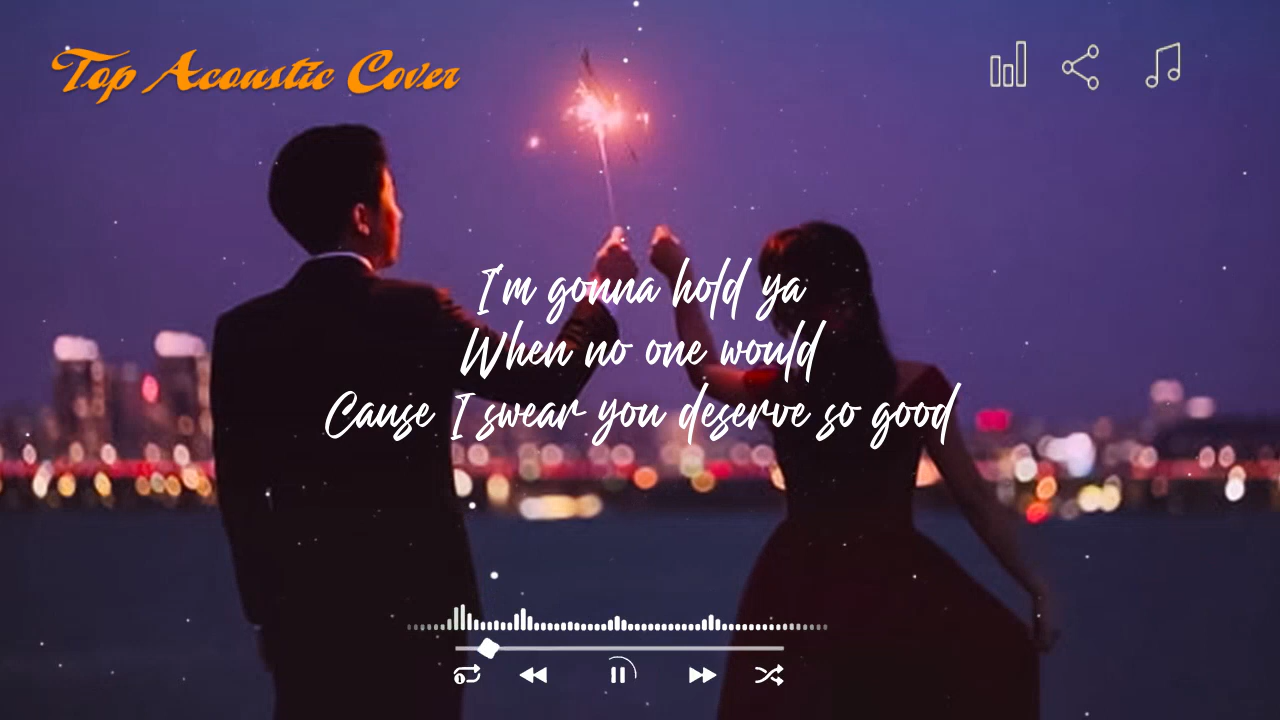 Top Acoustic Cover
I'm gonna hold ya
When no one would
Cause I swear you deserve so good